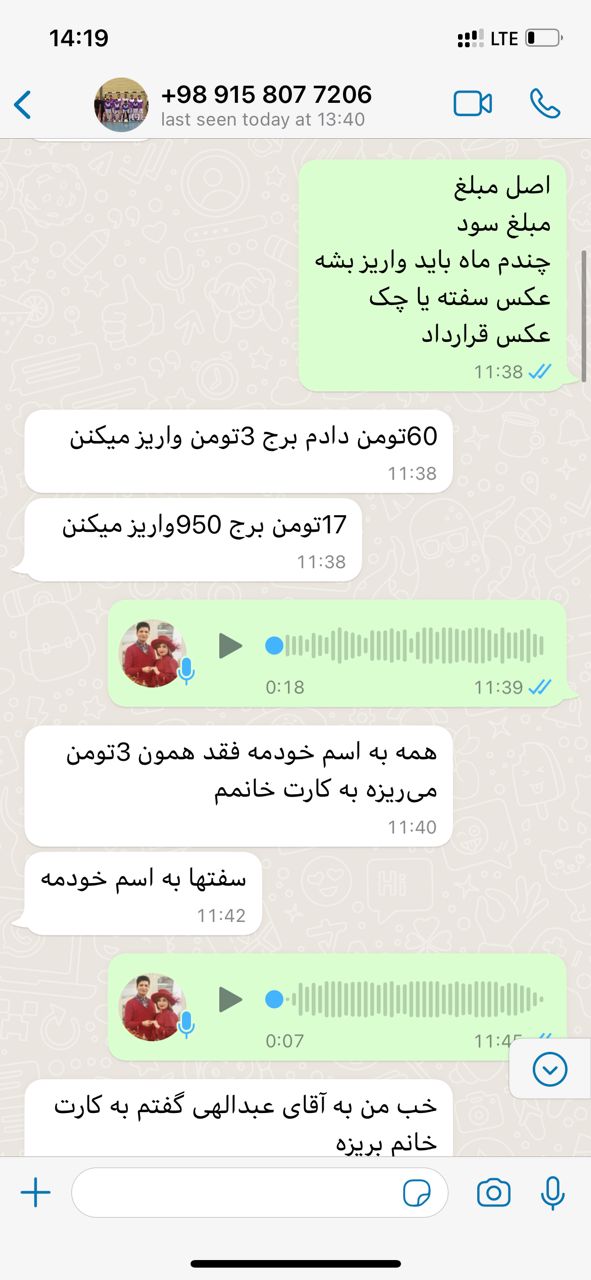 14:19
LTE
+98 915 807 7206
last seen today at 13:40
اصل مبلغ
مبلغ سود
چندم ماه باید واریز بشه
عکس سفته یا چک
عکس قرارداد
11:38
60تومن دادم برج 3تومن واریز میکنن
11:38
17تومن برج 950واریز میکنن
11:38
0:18
11:39
همه به اسم خودمه فقد همون 3تومن
می‌ریزه به کارت خانمم
11:40
سفتها به اسم خودمه
11:42
Hi
0:07
11:45
خب من به آقای عبدالهی گفتم به کارت
خانم بریزه